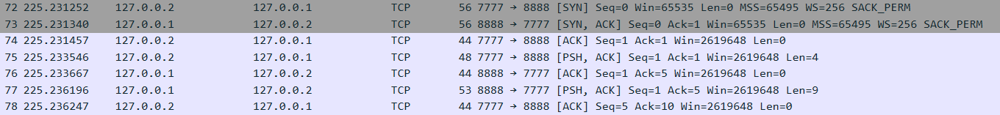 72 225.231252 127.0.0.2 127.0.0.1 TCP 56 7777 → 8888 [SYN] Seq=0 Win=65535 Len=0 MSS=65495 WS=256 SACK_PERM
73 225.231340 127.0.0.1 127.0.0.2 TCP 56 8888 → 7777 [SYN, ACK] Seq=0 Ack=1 Win=65535 Len=0 MSS=65495 WS=256 SACK_PERM
74 225.231457 127.0.0.2 127.0.0.1 TCP 44 7777 → 8888 [ACK] Seq=1 Ack=1 Win=2619648 Len=0
75 225.233546 127.0.0.2 127.0.0.1 TCP 48 7777 → 8888 [PSH, ACK] Seq=1 Ack=1 Win=2619648 Len=4
76 225.233667 127.0.0.1 127.0.0.2 TCP 44 8888 → 7777 [ACK] Seq=1 Ack=5 Win=2619648 Len=0
77 225.236196 127.0.0.1 127.0.0.2 TCP 53 8888 → 7777 [PSH, ACK] Seq=1 Ack=5 Win=2619648 Len=9
78 225.236247 127.0.0.2 127.0.0.1 TCP 44 7777 → 8888 [ACK] Seq=5 Ack=10 Win=2619648 Len=0